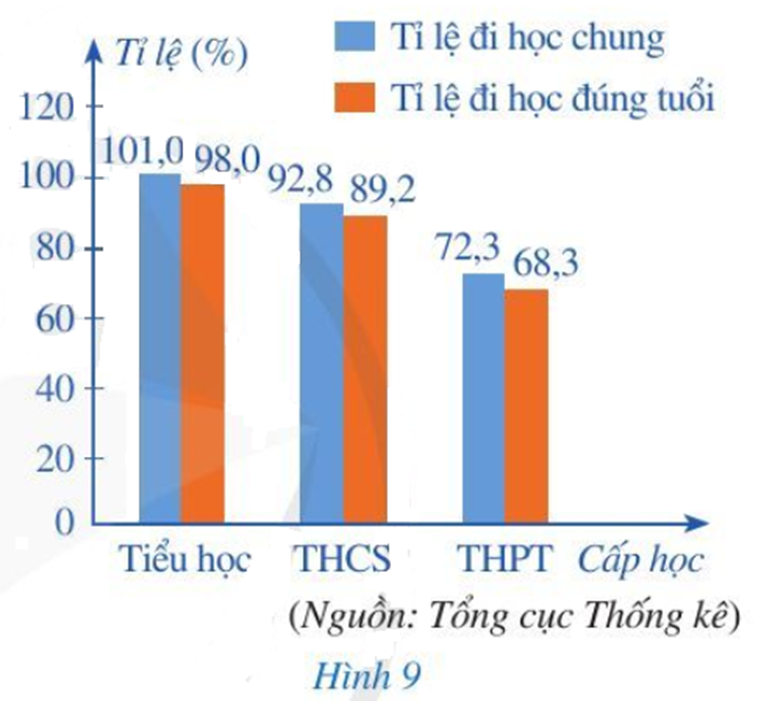 Tỉ lệ (%)
Tỉ lệ đi học chung
Tỉ lệ đi học đúng tuổi
120
100
80
60
40
20
0
101,0 98,0
92,8 89,2
72,3 68,3
Tiểu học THCS THPT Cấp học
(Nguồn: Tổng cục Thống kê)
Hình 9